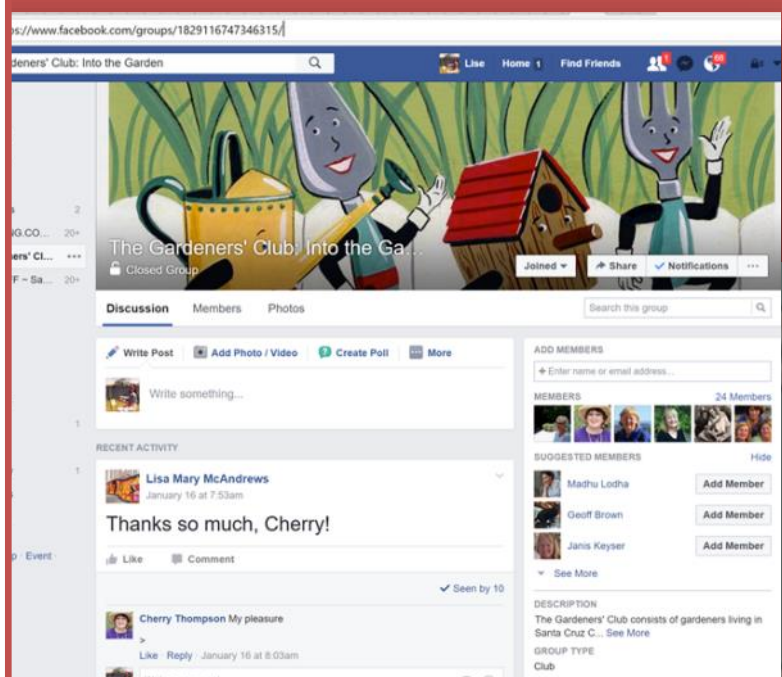 s://www.facebook.com/groups/1829116747346315/
deners' Club: Into the Garden
Lise Home 1 Find Friends
The Gardeners' Club: Into the Ga...
Closed Group
Joined Share Notifications ...
2
G.CO... 20+
ers' Cl... ...
F ~ Sa... 20+
1
1
Event
Discussion Members Photos
Search this group
Write Post Add Photo / Video Create Poll More
Write something...
RECENT ACTIVITY
Lisa Mary McAndrews
January 16 at 7:53am
Thanks so much, Cherry!
Like Comment
Seen by 10
Cherry Thompson My pleasure
>
Like · Reply · January 16 at 8:03am
ADD MEMBERS
+ Enter name or email address...
MEMBERS 24 Members
SUGGESTED MEMBERS Hide
Madhu Lodha Add Member
Geoff Brown Add Member
Janis Keyser Add Member
See More
DESCRIPTION
The Gardeners' Club consists of gardeners living in
Santa Cruz C... See More
GROUP TYPE
Club